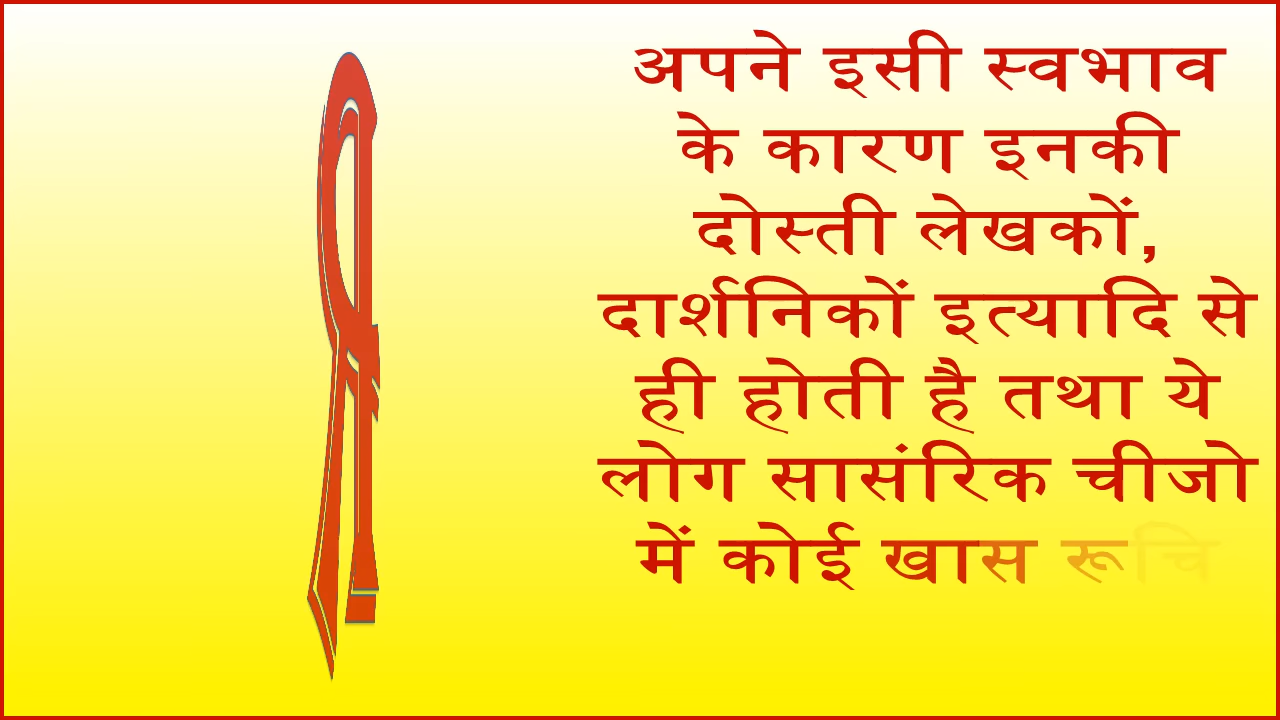 अपने इसी स्वभाव
के कारण इनकी
दोस्ती लेखकों,
दार्शनिकों इत्यादि से
ही होती है तथा ये
लोग सासंरिक चीजो
में कोई खास रूचि